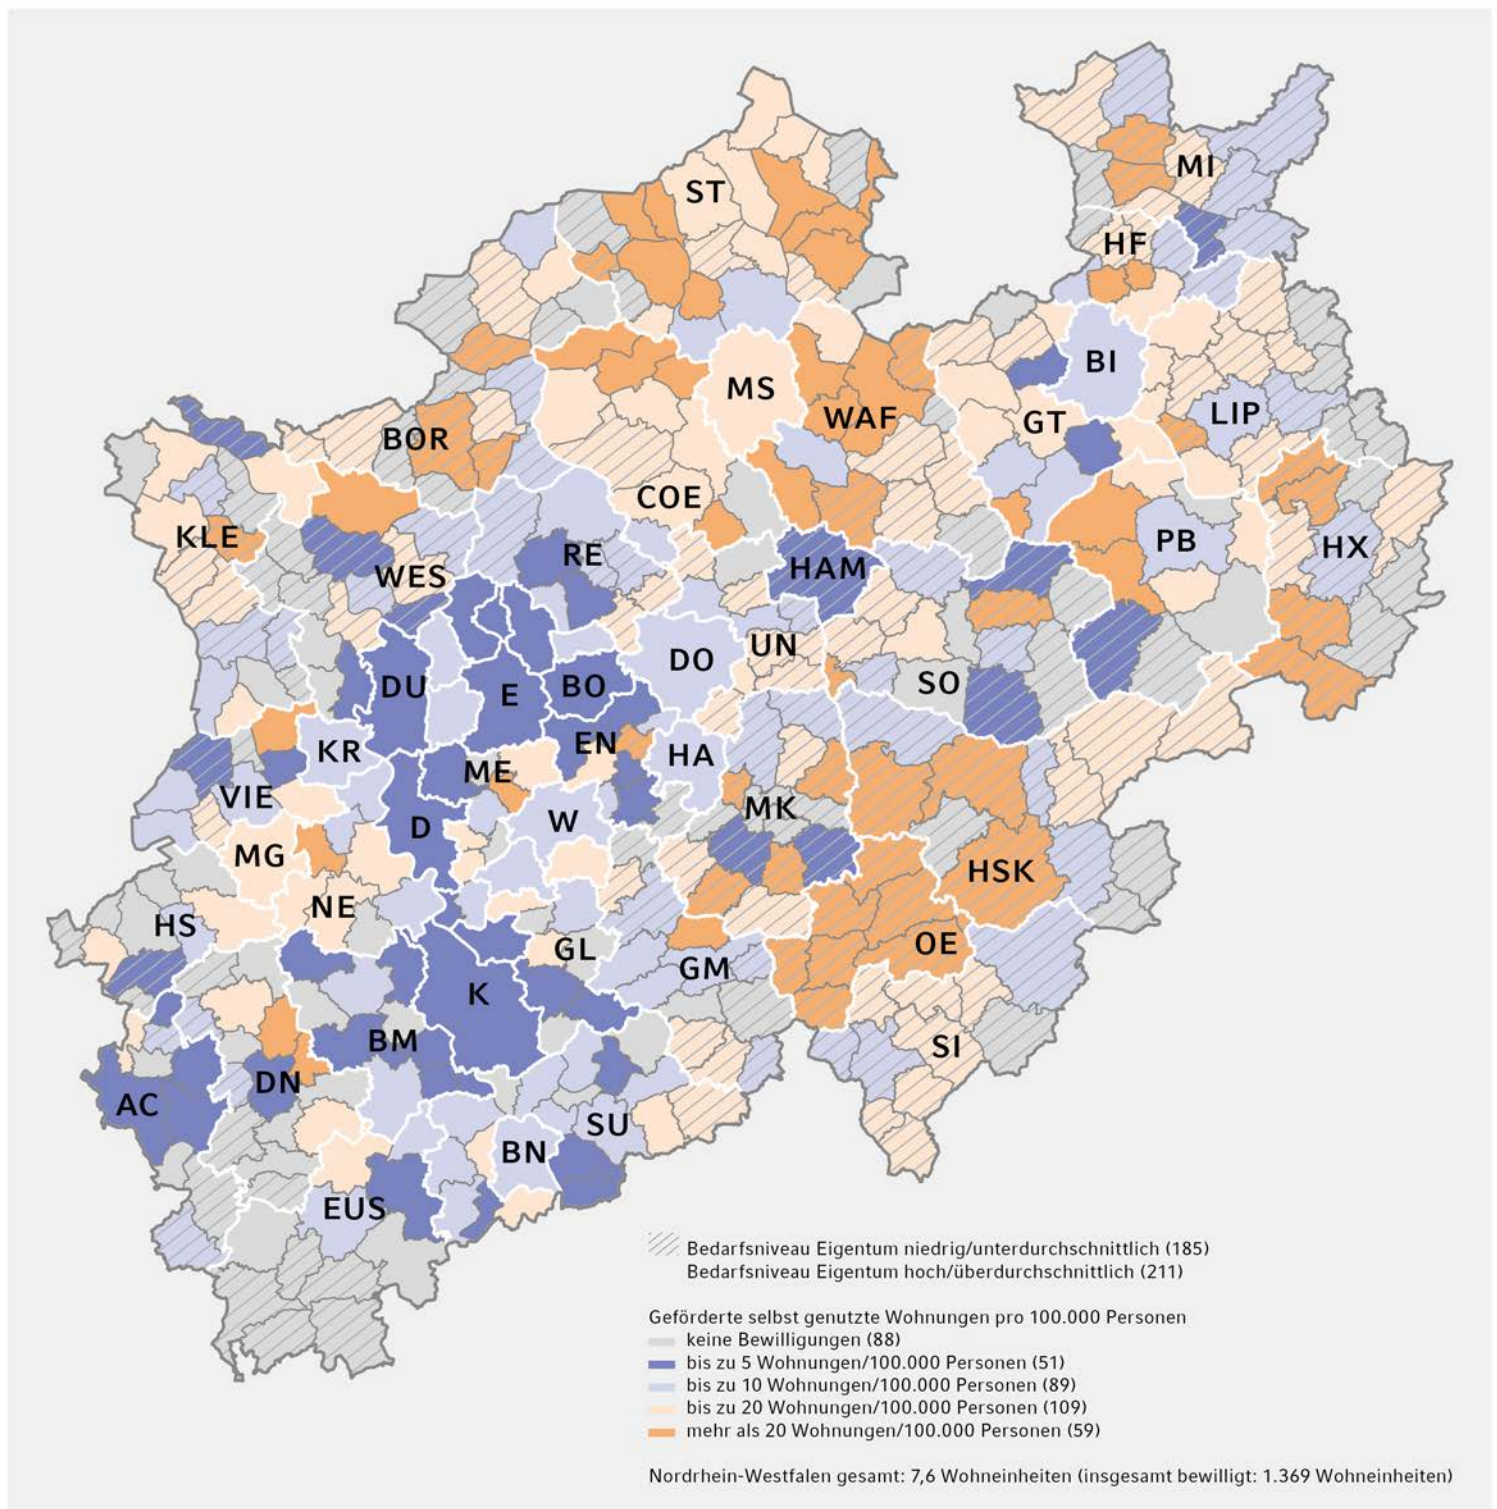 MI
ST
HF
BI
MS
LIP
WAF
GT
BOR
COE
KLE
PB
HX
RE
HAM
WES
UN
DO
SO
DU
E
BO
EN
KR
HA
ME
VIE
MK
W
D
MG
HSK
NE
HS
OE
GL
GM
K
BM
SI
DN
AC
SU
BN
EUS
Bedarfsniveau Eigentum niedrig/unterdurchschnittlich (185)
Bedarfsniveau Eigentum hoch/überdurchschnittlich (211)
Geförderte selbst genutzte Wohnungen pro 100.000 Personen
keine Bewilligungen (88)
bis zu 5 Wohnungen/100.000 Personen (51)
bis zu 10 Wohnungen/100.000 Personen (89)
bis zu 20 Wohnungen/100.000 Personen (109)
mehr als 20 Wohnungen/100.000 Personen (59)
Nordrhein-Westfalen gesamt: 7,6 Wohneinheiten (insgesamt bewilligt: 1.369 Wohneinheiten)